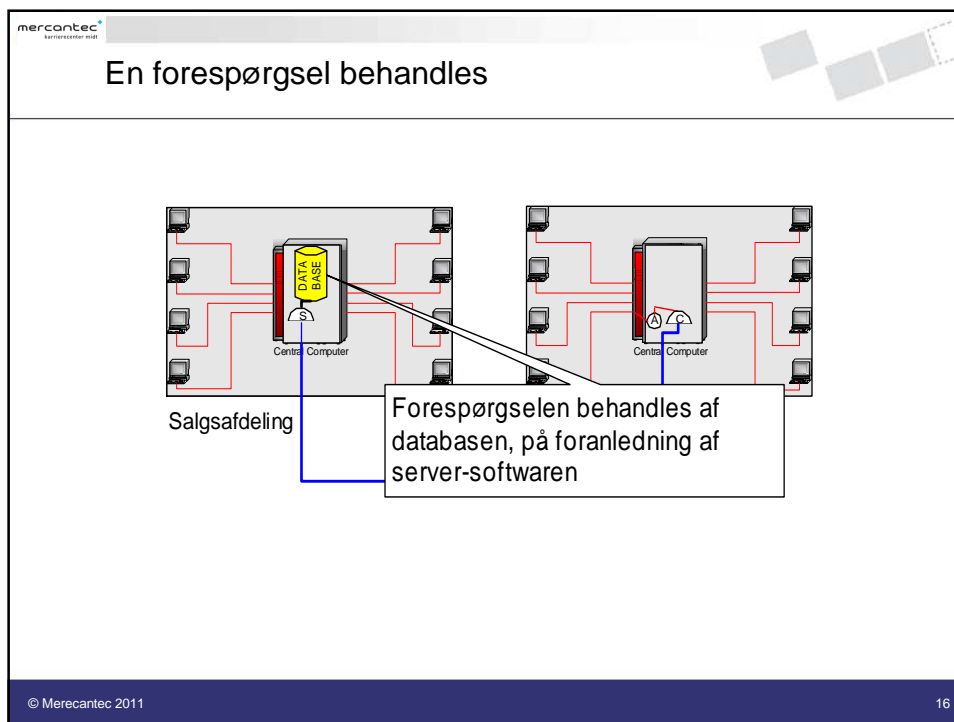 mercantec
karrierecenter midt
En forespørgsel behandles
DATA
BASE
S
Central Computer
A
C
Central Computer
Salgsafdeling
Forespørgselen behandles af
databasen, på foranledning af
server-softwaren
© Merecantec 2011
16